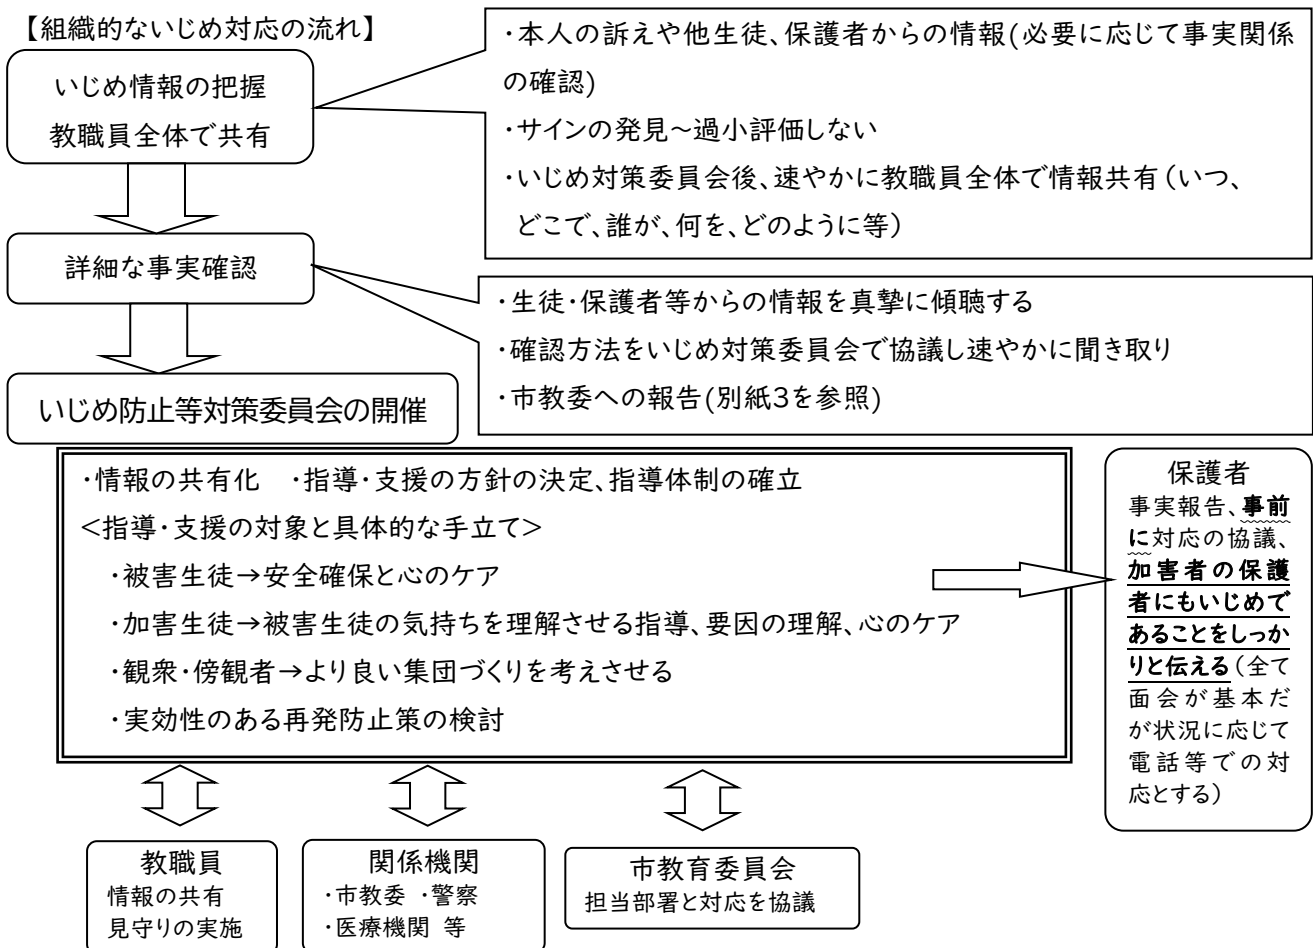 【組織的ないじめ対応の流れ】
いじめ情報の把握
教職員全体で共有
・本人の訴えや他生徒、保護者からの情報(必要に応じて事実関係
の確認)
・サインの発見～過小評価しない
・いじめ対策委員会後、速やかに教職員全体で情報共有（いつ、
どこで、誰が、何を、どのように等）
詳細な事実確認
・生徒・保護者等からの情報を真摯に傾聴する
・確認方法をいじめ対策委員会で協議し速やかに聞き取り
・市教委への報告(別紙3を参照)
いじめ防止等対策委員会の開催
・情報の共有化　・指導・支援の方針の決定、指導体制の確立
<指導・支援の対象と具体的な手立て>
・被害生徒→安全確保と心のケア
・加害生徒→被害生徒の気持ちを理解させる指導、要因の理解、心のケア
・観衆・傍観者→より良い集団づくりを考えさせる
・実効性のある再発防止策の検討
保護者
事実報告、事前
に対応の協議、
加害者の保護
者にもいじめで
あることをしっか
りと伝える（全て
面会が基本だ
が状況に応じて
電話等での対
応とする）
教職員
情報の共有
見守りの実施
関係機関
・市教委 ・警察
・医療機関 等
市教育委員会
担当部署と対応を協議